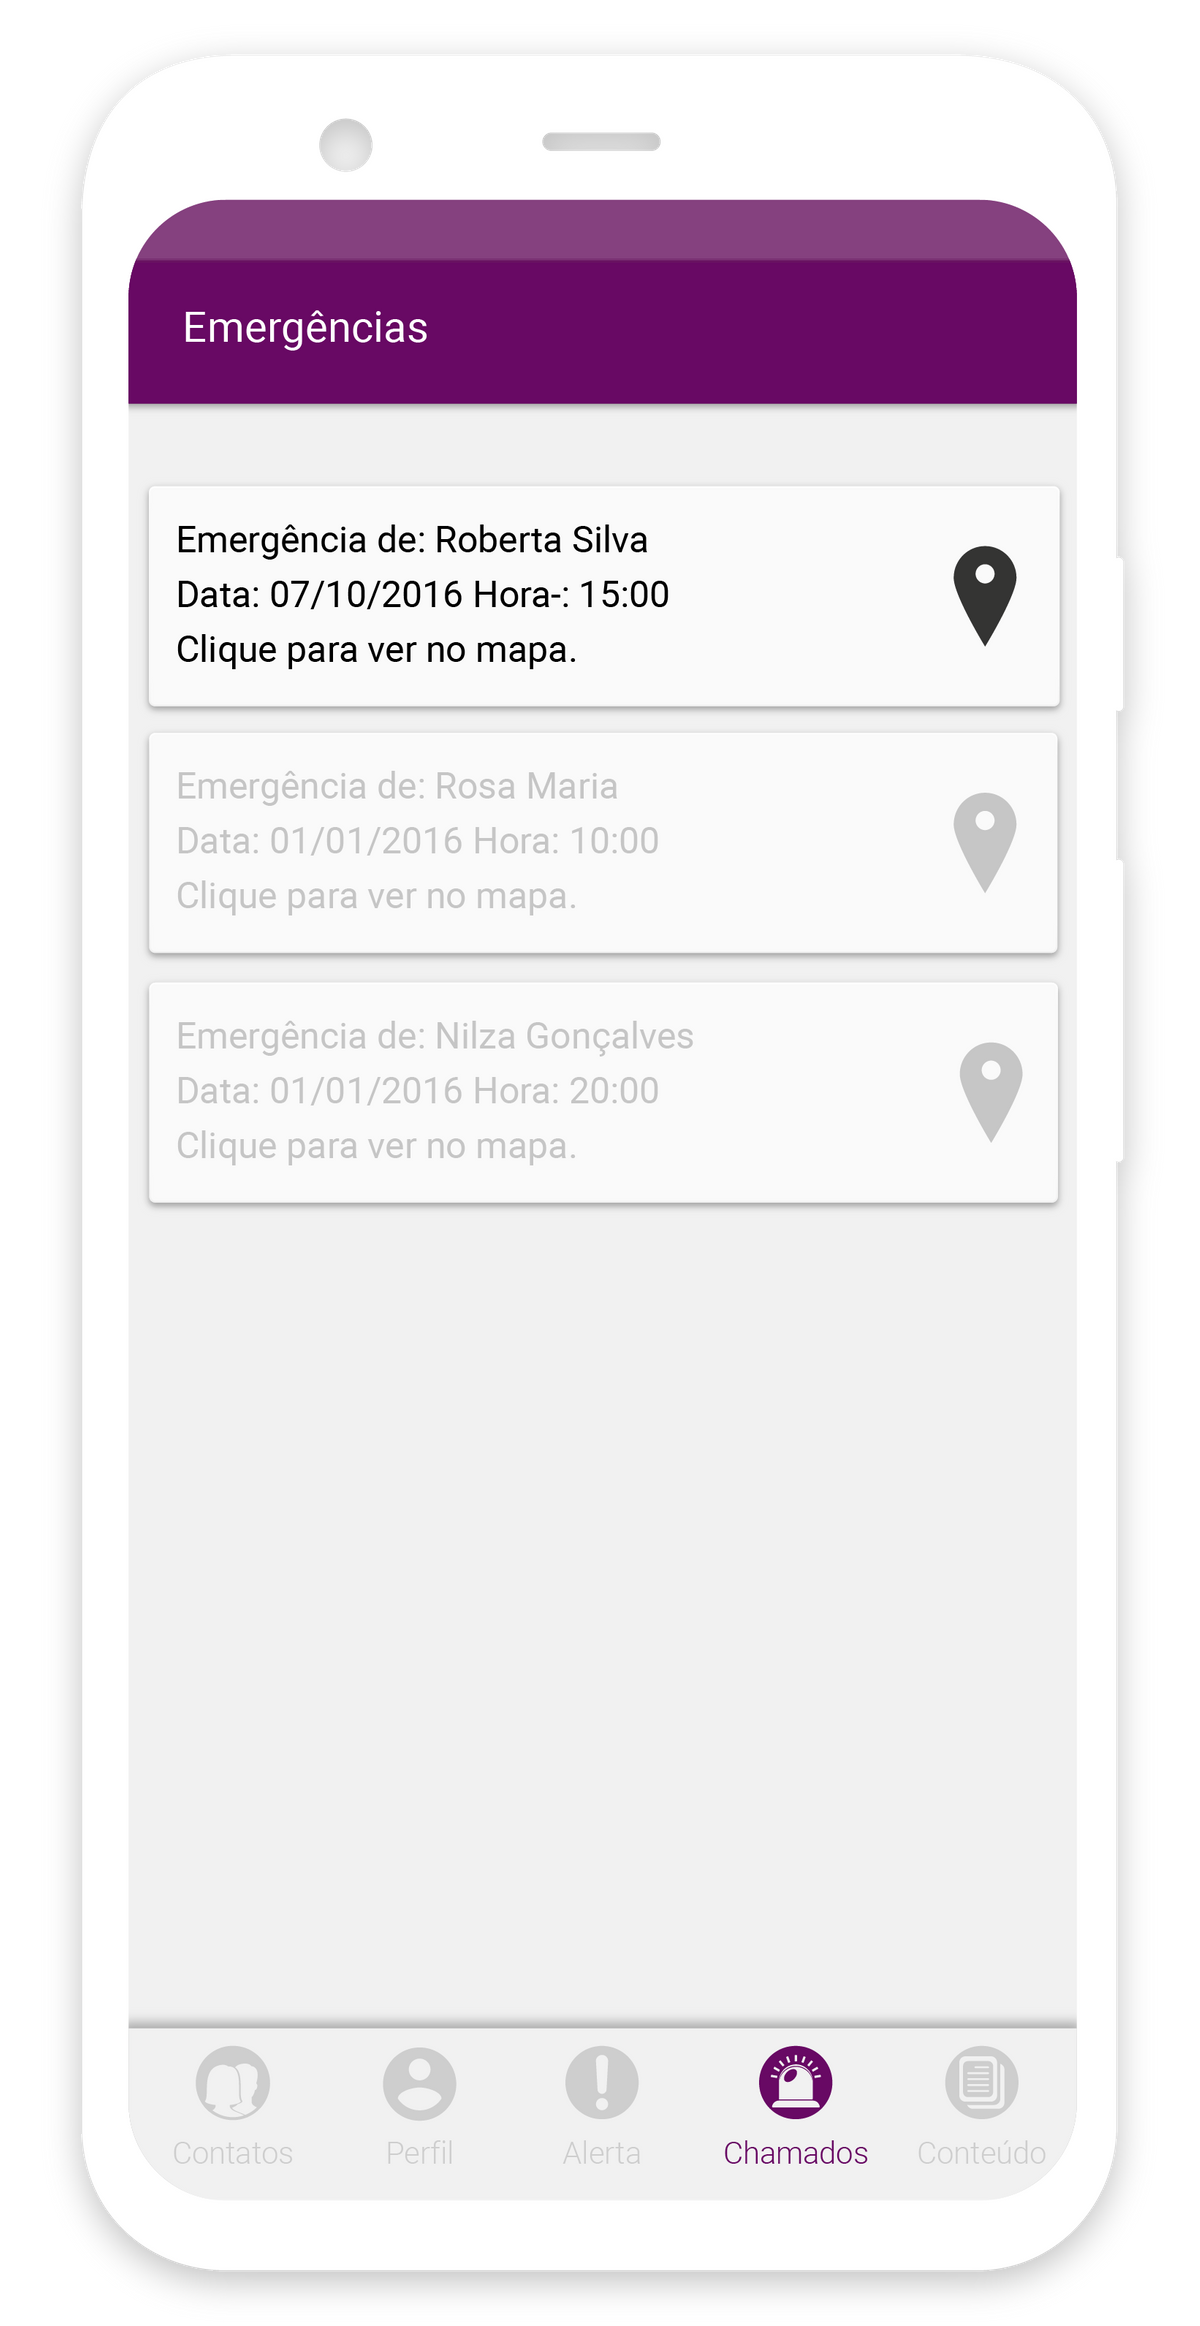 Emergências
Emergência de: Roberta Silva
Data: 07/10/2016 Hora-: 15:00
Clique para ver no mapa.
Emergência de: Rosa Maria
Data: 01/01/2016 Hora: 10:00
Clique para ver no mapa.
Emergência de: Nilza Gonçalves
Data: 01/01/2016 Hora: 20:00
Clique para ver no mapa.
Contatos Perfil Alerta Chamados Conteúdo